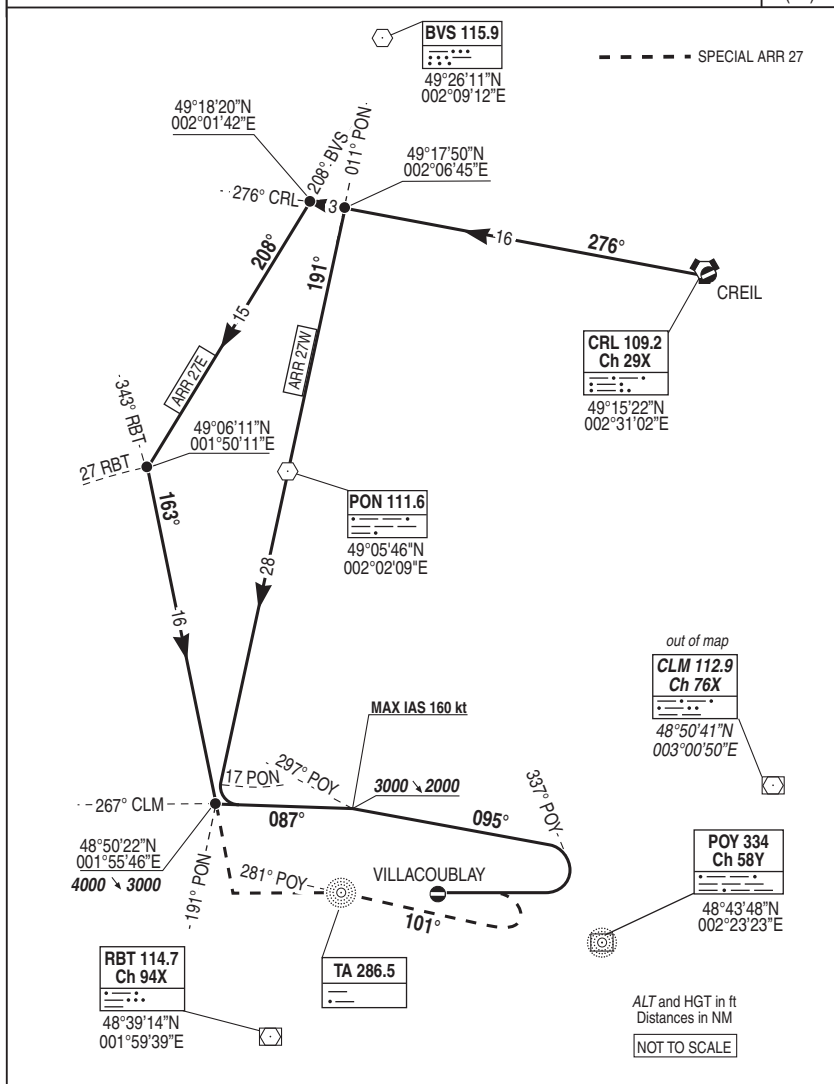 BVS 115.9
49°26'11"N
002°09'12"E
SPECIAL ARR 27
49°18'20"N
002°01'42"E
208° BVS
011° PON
49°17'50"N
002°06'45"E
276° CRL
3
16
276°
CREIL
208°
191°
15
CRL 109.2
Ch 29X
49°15'22"N
002°31'02"E
ARR 27E
ARR 27W
343° RBT
49°06'11"N
001°50'11"E
27 RBT
163°
PON 111.6
49°05'46"N
002°02'09"E
28
16
out of map
CLM 112.9
Ch 76X
48°50'41"N
003°00'50"E
MAX IAS 160 kt
17 PON
297° POY
3000 ↘ 2000
337° POY
267° CLM
087°
095°
48°50'22"N
001°55'46"E
4000 ↘ 3000
191° PON
281° POY
VILLACOUBLAY
POY 334
Ch 58Y
48°43'48"N
002°23'23"E
101°
RBT 114.7
Ch 94X
48°39'14"N
001°59'39"E
TA 286.5
ALT and HGT in ft
Distances in NM
NOT TO SCALE